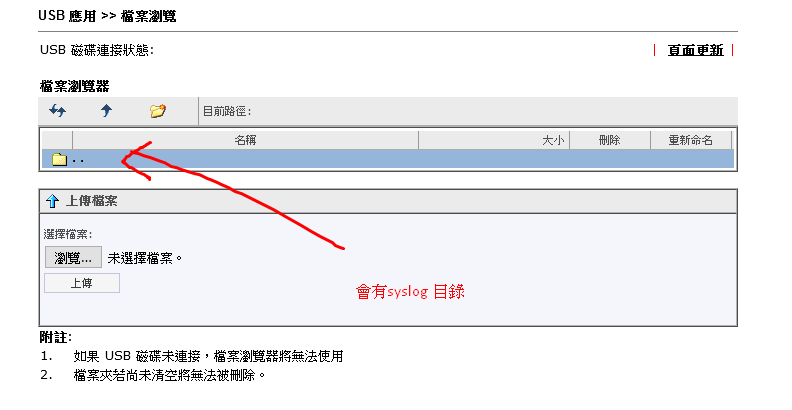 USB 應用 >> 檔案瀏覽
USB 磁碟連接狀態:
| 頁面更新 |
檔案瀏覽器
目前路徑:
名稱 大小 刪除 重新命名
. .
上傳檔案
選擇檔案:
瀏覽... 未選擇檔案。
上傳
會有syslog 目錄
附註:
1. 如果 USB 磁碟未連接，檔案瀏覽器將無法使用
2. 檔案夾若尚未清空將無法被刪除。